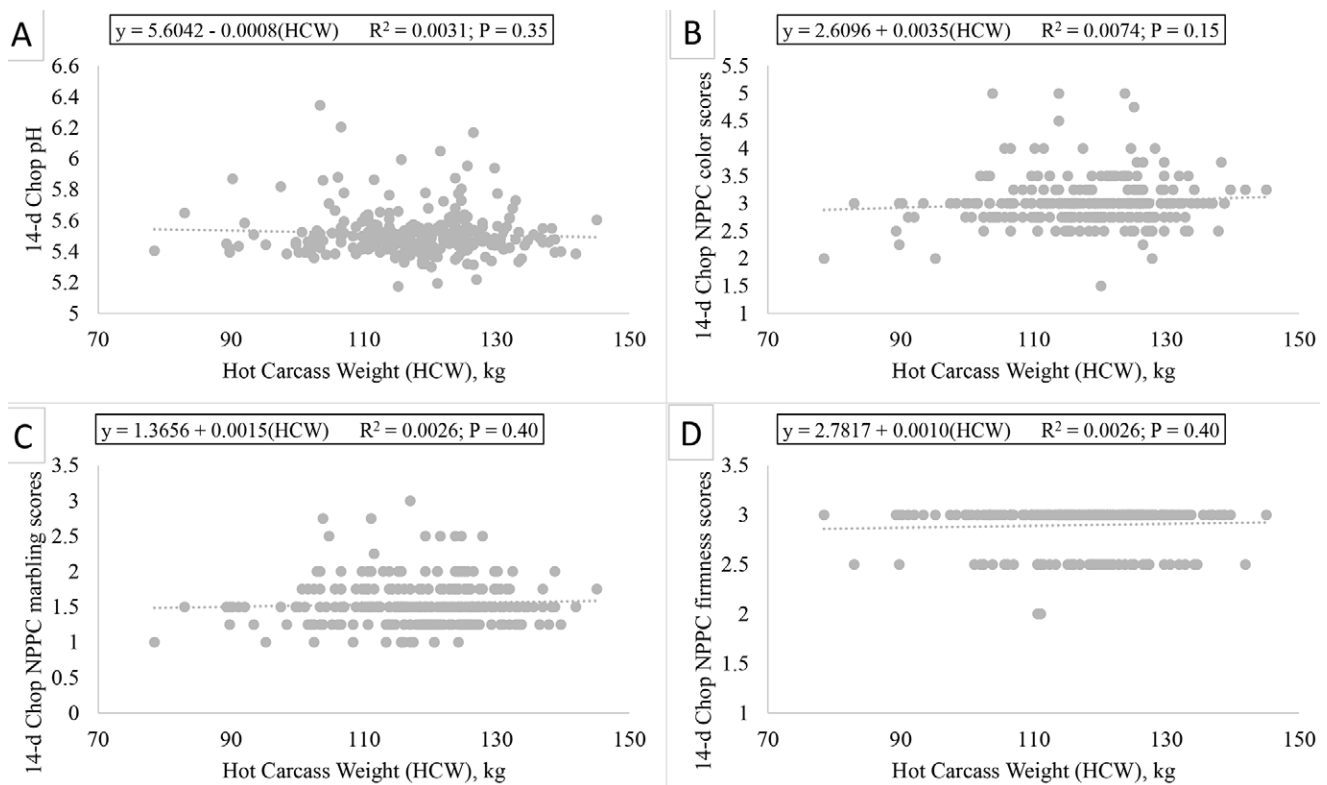 A
y = 5.6042 - 0.0008(HCW) R² = 0.0031; P = 0.35
14-d Chop pH
6.6
6.4
6.2
6
5.8
5.6
5.4
5.2
5
70 90 110 130 150
Hot Carcass Weight (HCW), kg
B
y = 2.6096 + 0.0035(HCW) R² = 0.0074; P = 0.15
14-d Chop NPPC color scores
5.5
5
4.5
4
3.5
3
2.5
2
1.5
1
70 90 110 130 150
Hot Carcass Weight (HCW), kg
C
y = 1.3656 + 0.0015(HCW) R² = 0.0026; P = 0.40
14-d Chop NPPC marbling scores
3.5
3
2.5
2
1.5
1
0.5
0
70 90 110 130 150
Hot Carcass Weight (HCW), kg
D
y = 2.7817 + 0.0010(HCW) R² = 0.0026; P = 0.40
14-d Chop NPPC firmness scores
3.5
3
2.5
2
1.5
1
70 90 110 130 150
Hot Carcass Weight (HCW), kg